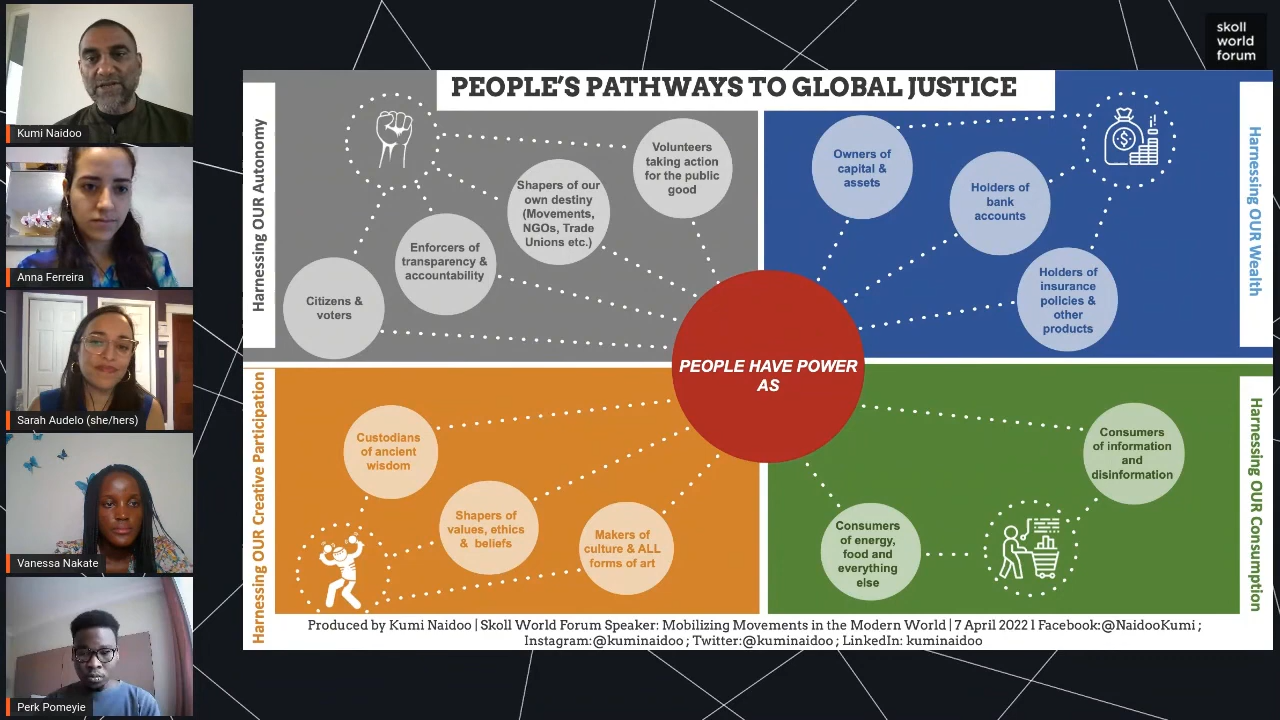 skoll
world
forum
PEOPLE'S PATHWAYS TO GLOBAL JUSTICE
Harnessing OUR Autonomy
Volunteers
taking action
for the public
good
Shapers of our
own destiny
(Movements,
NGOs, Trade
Unions etc.)
Enforcers of
transparency &
accountability
Citizens &
voters
Harnessing OUR Wealth
Owners of
capital &
assets
Holders of
bank
accounts
Holders of
insurance
policies &
other
products
PEOPLE HAVE POWER
AS
Harnessing OUR Creative Participation
Custodians
of ancient
wisdom
Shapers of
values, ethics
& beliefs
Makers of
culture & ALL
forms of art
Harnessing OUR Consumption
Consumers
of information
and
disinformation
Consumers
of energy,
food and
everything
else
Produced by Kumi Naidoo | Skoll World Forum Speaker: Mobilizing Movements in the Modern World | 7 April 2022 l Facebook:@NaidooKumi ;
Instagram:@kuminaidoo ; Twitter:@kuminaidoo ; LinkedIn: kuminaidoo
Kumi Naidoo
Anna Ferreira
Sarah Audelo (she/hers)
Vanessa Nakate
Perk Pomeyie